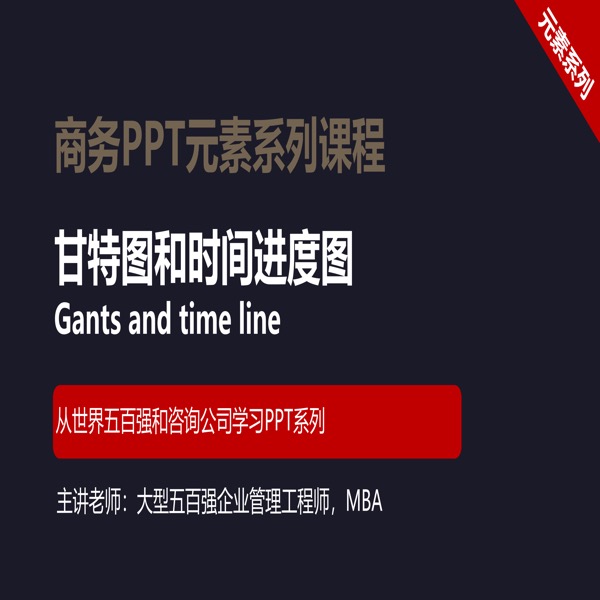 元素系列
商务PPT元素系列课程
甘特图和时间进度图
Gants and time line
从世界五百强和咨询公司学习PPT系列
主讲老师：大型五百强企业管理工程师，MBA